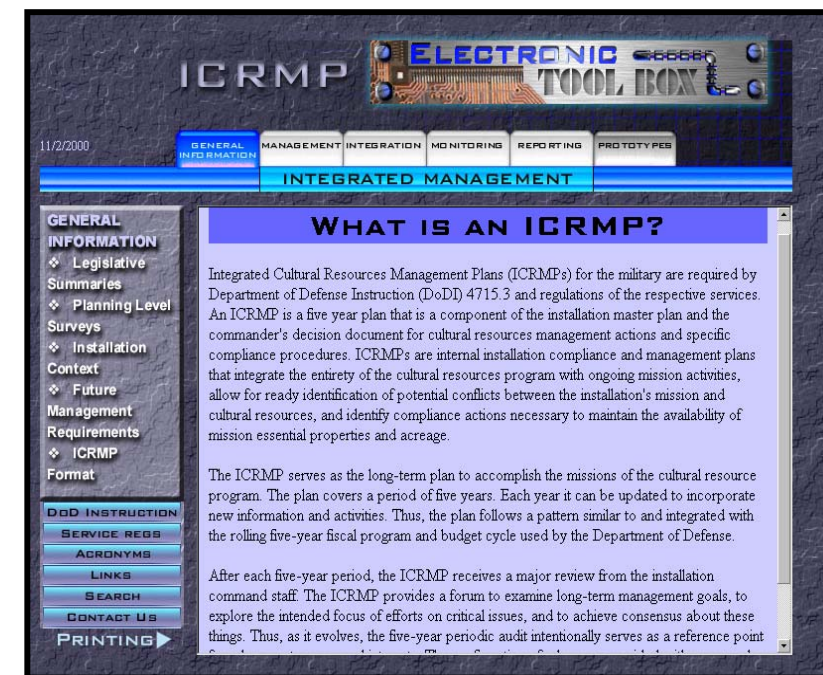 ICRMP
ELECTRONIC
TOOL BOX
11/2/2000
GENERAL
INFORMATION
MANAGEMENT
INTEGRATION
MONITORING
REPORTING
PROTOTYPES
INTEGRATED MANAGEMENT
GENERAL
INFORMATION
❖ Legislative
Summaries
❖ Planning Level
Surveys
❖ Installation
Context
❖ Future
Management
Requirements
❖ ICRMP
Format
DOD INSTRUCTION
SERVICE REGS
ACRONYMS
LINKS
SEARCH
CONTACT US
PRINTING
WHAT IS AN ICRMP?
Integrated Cultural Resources Management Plans (ICRMPs) for the military are required by
Department of Defense Instruction (DoDI) 4715.3 and regulations of the respective services.
An ICRMP is a five year plan that is a component of the installation master plan and the
commander's decision document for cultural resources management actions and specific
compliance procedures. ICRMPs are internal installation compliance and management plans
that integrate the entirety of the cultural resources program with ongoing mission activities,
allow for ready identification of potential conflicts between the installation's mission and
cultural resources, and identify compliance actions necessary to maintain the availability of
mission essential properties and acreage.
The ICRMP serves as the long-term plan to accomplish the missions of the cultural resource
program. The plan covers a period of five years. Each year it can be updated to incorporate
new information and activities. Thus, the plan follows a pattern similar to and integrated with
the rolling five-year fiscal program and budget cycle used by the Department of Defense.
After each five-year period, the ICRMP receives a major review from the installation
command staff. The ICRMP provides a forum to examine long-term management goals, to
explore the intended focus of efforts on critical issues, and to achieve consensus about these
things. Thus, as it evolves, the five-year periodic audit intentionally serves as a reference point